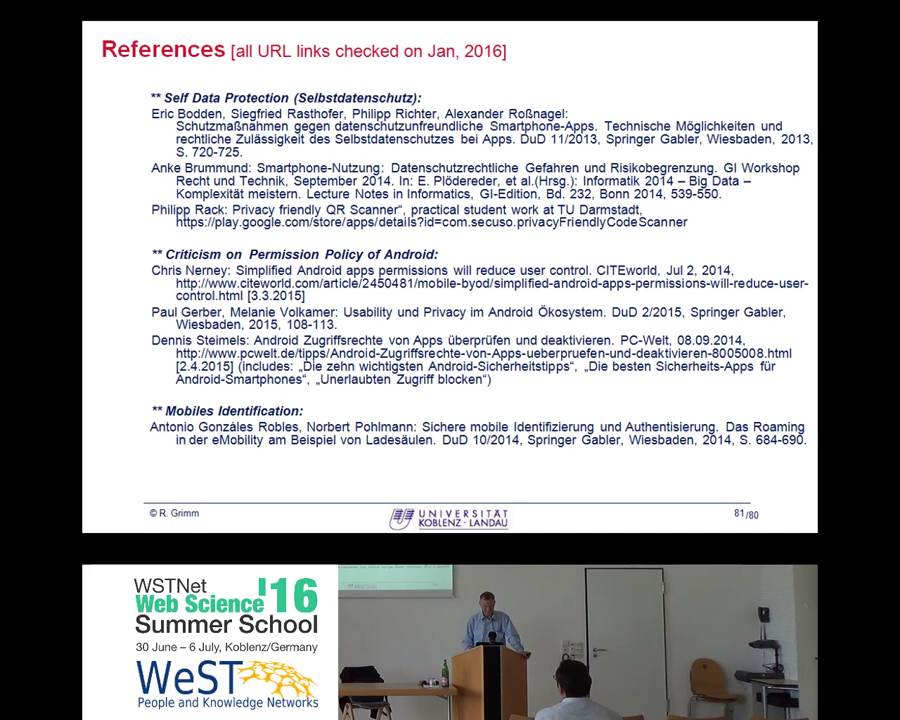 References [all URL links checked on Jan, 2016]
** Self Data Protection (Selbstdatenschutz):
Eric Bodden, Siegfried Rasthofer, Philipp Richter, Alexander Roßnagel:
Schutzmaßnahmen gegen datenschutzunfreundliche Smartphone-Apps. Technische Möglichkeiten und
rechtliche Zulässigkeit des Selbstdatenschutzes bei Apps. DuD 11/2013, Springer Gabler, Wiesbaden, 2013,
S. 720-725.
Anke Brummund: Smartphone-Nutzung: Datenschutzrechtliche Gefahren und Risikobegrenzung. GI Workshop
Recht und Technik, September 2014. In: E. Plödereder, et al.(Hrsg.): Informatik 2014 – Big Data –
Komplexität meistern. Lecture Notes in Informatics, GI-Edition, Bd. 232, Bonn 2014, 539-550.
Philipp Rack: Privacy friendly QR Scanner“, practical student work at TU Darmstadt,
https://play.google.com/store/apps/details?id=com.secuso.privacyFriendlyCodeScanner
** Criticism on Permission Policy of Android:
Chris Nerney: Simplified Android apps permissions will reduce user control. CITEworld, Jul 2, 2014,
http://www.citeworld.com/article/2450481/mobile-byod/simplified-android-apps-permissions-will-reduce-user-
control.html [3.3.2015]
Paul Gerber, Melanie Volkamer: Usability und Privacy im Android Ökosystem. DuD 2/2015, Springer Gabler,
Wiesbaden, 2015, 108-113.
Dennis Steimels: Android Zugriffsrechte von Apps überprüfen und deaktivieren. PC-Welt, 08.09.2014,
http://www.pcwelt.de/tipps/Android-Zugriffsrechte-von-Apps-ueberpruefen-und-deaktivieren-8005008.html
[2.4.2015] (includes: „Die zehn wichtigsten Android-Sicherheitstipps“, „Die besten Sicherheits-Apps für
Android-Smartphones“, „Unerlaubten Zugriff blocken“)
** Mobiles Identification:
Antonio Gonzáles Robles, Norbert Pohlmann: Sichere mobile Identifizierung und Authentisierung. Das Roaming
in der eMobility am Beispiel von Ladesäulen. DuD 10/2014, Springer Gabler, Wiesbaden, 2014, S. 684-690.
© R. Grimm
UNIVERSITÄT
KOBLENZ · LANDAU
81/80
WSTNet
Web Science '16
Summer School
30 June – 6 July, Koblenz/Germany
WeST
People and Knowledge Networks